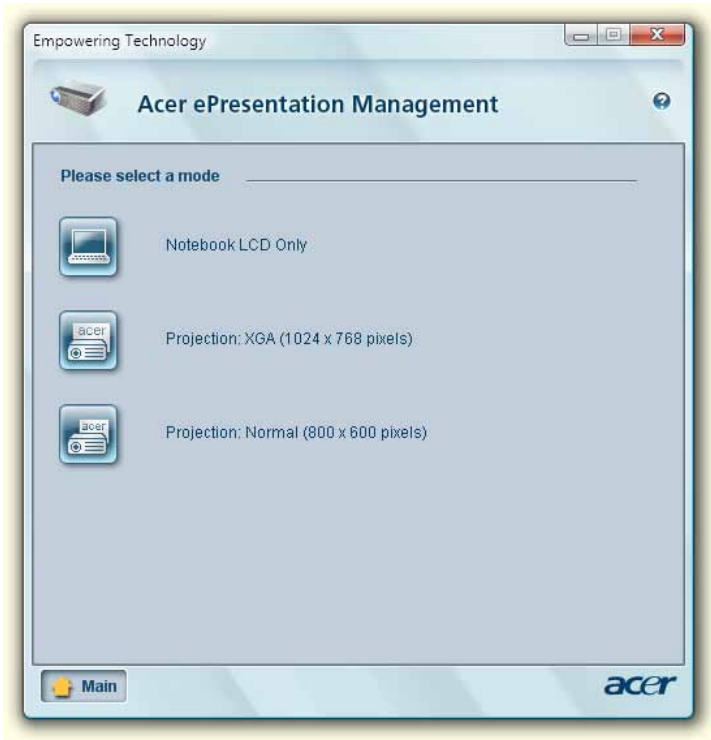 Empowering Technology
Acer ePresentation Management
Please select a mode
Notebook LCD Only
acer
Projection: XGA (1024 x 768 pixels)
acer
Projection: Normal (800 x 600 pixels)
Main
acer